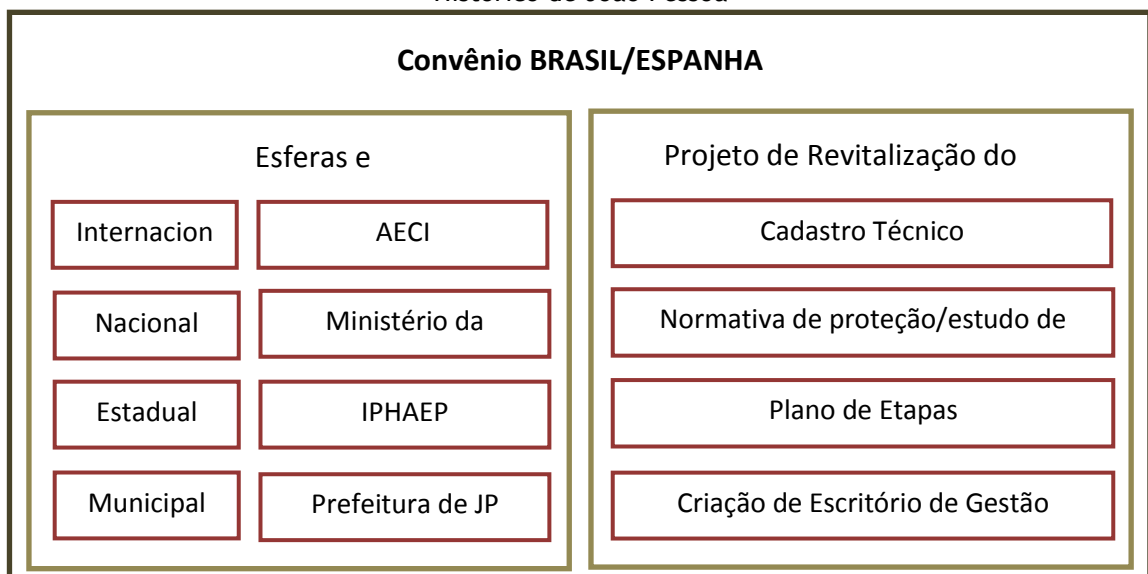 Convênio BRASIL/ESPANHA
Esferas e
Internacion
AECI
Nacional
Ministério da
Estadual
IPHAEP
Municipal
Prefeitura de JP
Projeto de Revitalização do
Cadastro Técnico
Normativa de proteção/estudo de
Plano de Etapas
Criação de Escritório de Gestão